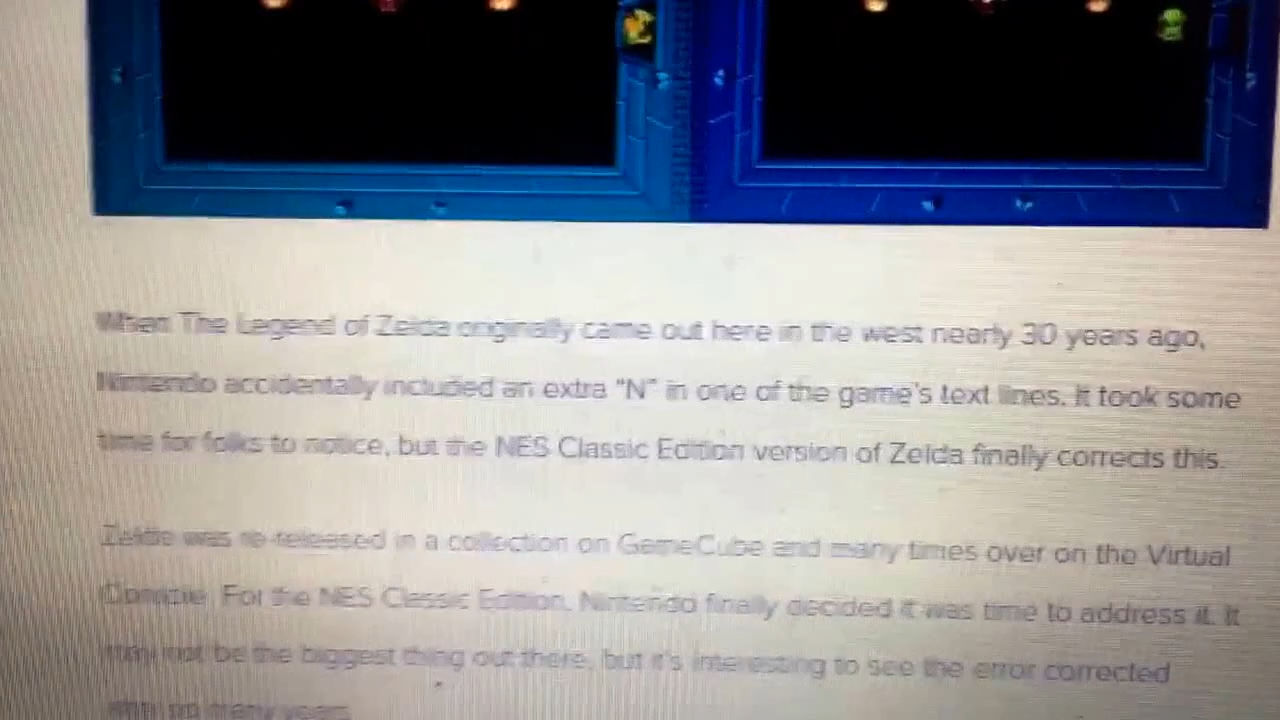 When The Legend of Zelda originally came out here in the west nearly 30 years ago,
Nintendo accidentally included an extra "N" in one of the game's text lines. It took some
time for folks to notice, but the NES Classic Edition version of Zelda finally corrects this.
Zelda was re-released in a collection on GameCube and many times over on the Virtual
Console. For the NES Classic Edition, Nintendo finally decided it was time to address it. It
may not be the biggest thing out there, but it's interesting to see the error corrected
many years